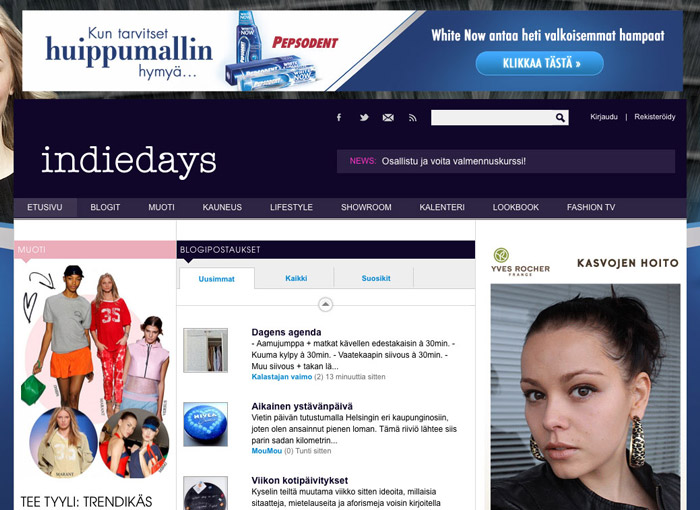 Kun tarvitset
huippumallin
hymyä...
PEPSODENT
White Now antaa heti valkoisemmat hampaat
KLIKKAA TÄSTÄ »
indiedays
Kirjaudu | Rekisteröidy
NEWS: Osallistu ja voita valmennuskurssi!
ETUSIVU BLOGIT MUOTI KAUNEUS LIFESTYLE SHOWROOM KALENTERI LOOKBOOK FASHION TV
MUOTI
TEE TYYLI: TRENDIKÄS
BLOGIPOSTAUKSET
Uusimmat Kaikki Suosikit
Dagens agenda
- Aamujumppa + matkat kävellen edestakaisin à 30min. -
Kuuma kylpy à 30min. - Vaatekaapin siivous à 30min. -
Muu siivous + takan lä...
Kalastajan vaimo (2) 13 minuuttia sitten
NIVEA
Aikainen ystävänpäivä
Vietin päivän tutustumalla Helsingin eri kaupunginosiin,
joten olen ansainnut pienen loman. Tämä riiviö lähtee siis
parin sadan kilometrin...
MouMou (0) Tunti sitten
Viikon kotipäivitykset
Kyselin teiltä muutama viikko sitten ideoita, millaisia
sitaatteja, mietelauseita ja aforismeja voisin kirjoitella
YVES ROCHER
FRANCE
KASVOJEN HOITO